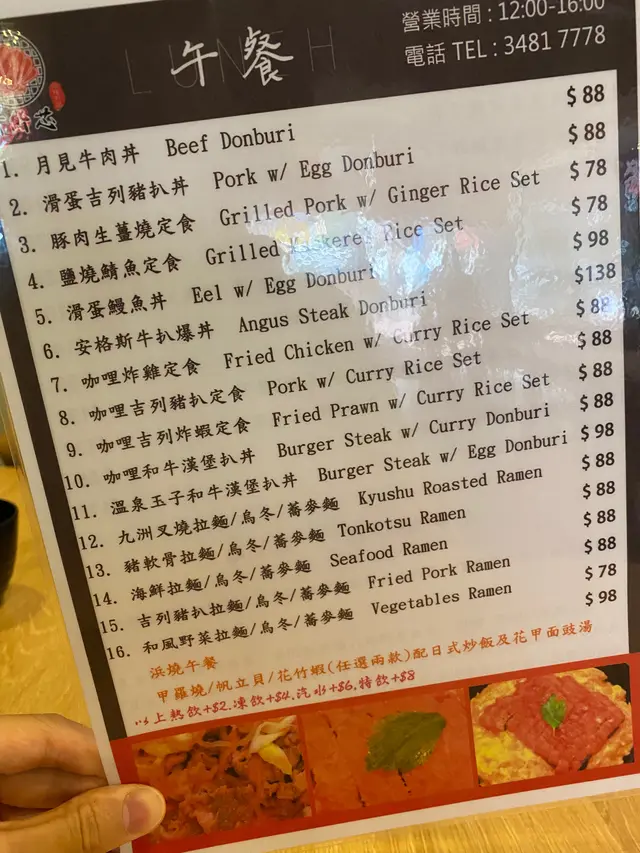 LUNCH 午餐
營業時間 : 12:00-16:00
電話 TEL : 3481 7778
1. 月見牛肉丼 Beef Donburi $88
2. 滑蛋吉列豬扒丼 Pork w/ Egg Donburi $88
3. 豚肉生薑燒定食 Grilled Pork w/ Ginger Rice Set $78
4. 鹽燒鯖魚定食 Grilled Mackerel Rice Set $78
5. 滑蛋鰻魚丼 Eel w/ Egg Donburi $98
6. 安格斯牛扒爆丼 Angus Steak Donburi $138
7. 咖哩炸雞定食 Fried Chicken w/ Curry Rice Set $88
8. 咖哩吉列豬扒定食 Pork w/ Curry Rice Set $88
9. 咖哩吉列炸蝦定食 Fried Prawn w/ Curry Rice Set $88
10. 咖哩和牛漢堡扒丼 Burger Steak w/ Curry Donburi $88
11. 溫泉玉子和牛漢堡扒丼 Burger Steak w/ Egg Donburi $98
12. 九洲叉燒拉麵/烏冬/蕎麥麵 Kyushu Roasted Ramen $88
13. 豬軟骨拉麵/烏冬/蕎麥麵 Tonkotsu Ramen $88
14. 海鮮拉麵/烏冬/蕎麥麵 Seafood Ramen $88
15. 吉列豬扒拉麵/烏冬/蕎麥麵 Fried Pork Ramen $88
16. 和風野菜拉麵/烏冬/蕎麥麵 Vegetables Ramen $78
浜燒午餐 $98
甲羅燒/帆立貝/花竹蝦(任選兩款)配日式炒飯及花甲面豉湯
以上熱飲+$2.凍飲+$4.汽水+$6.特飲+$8